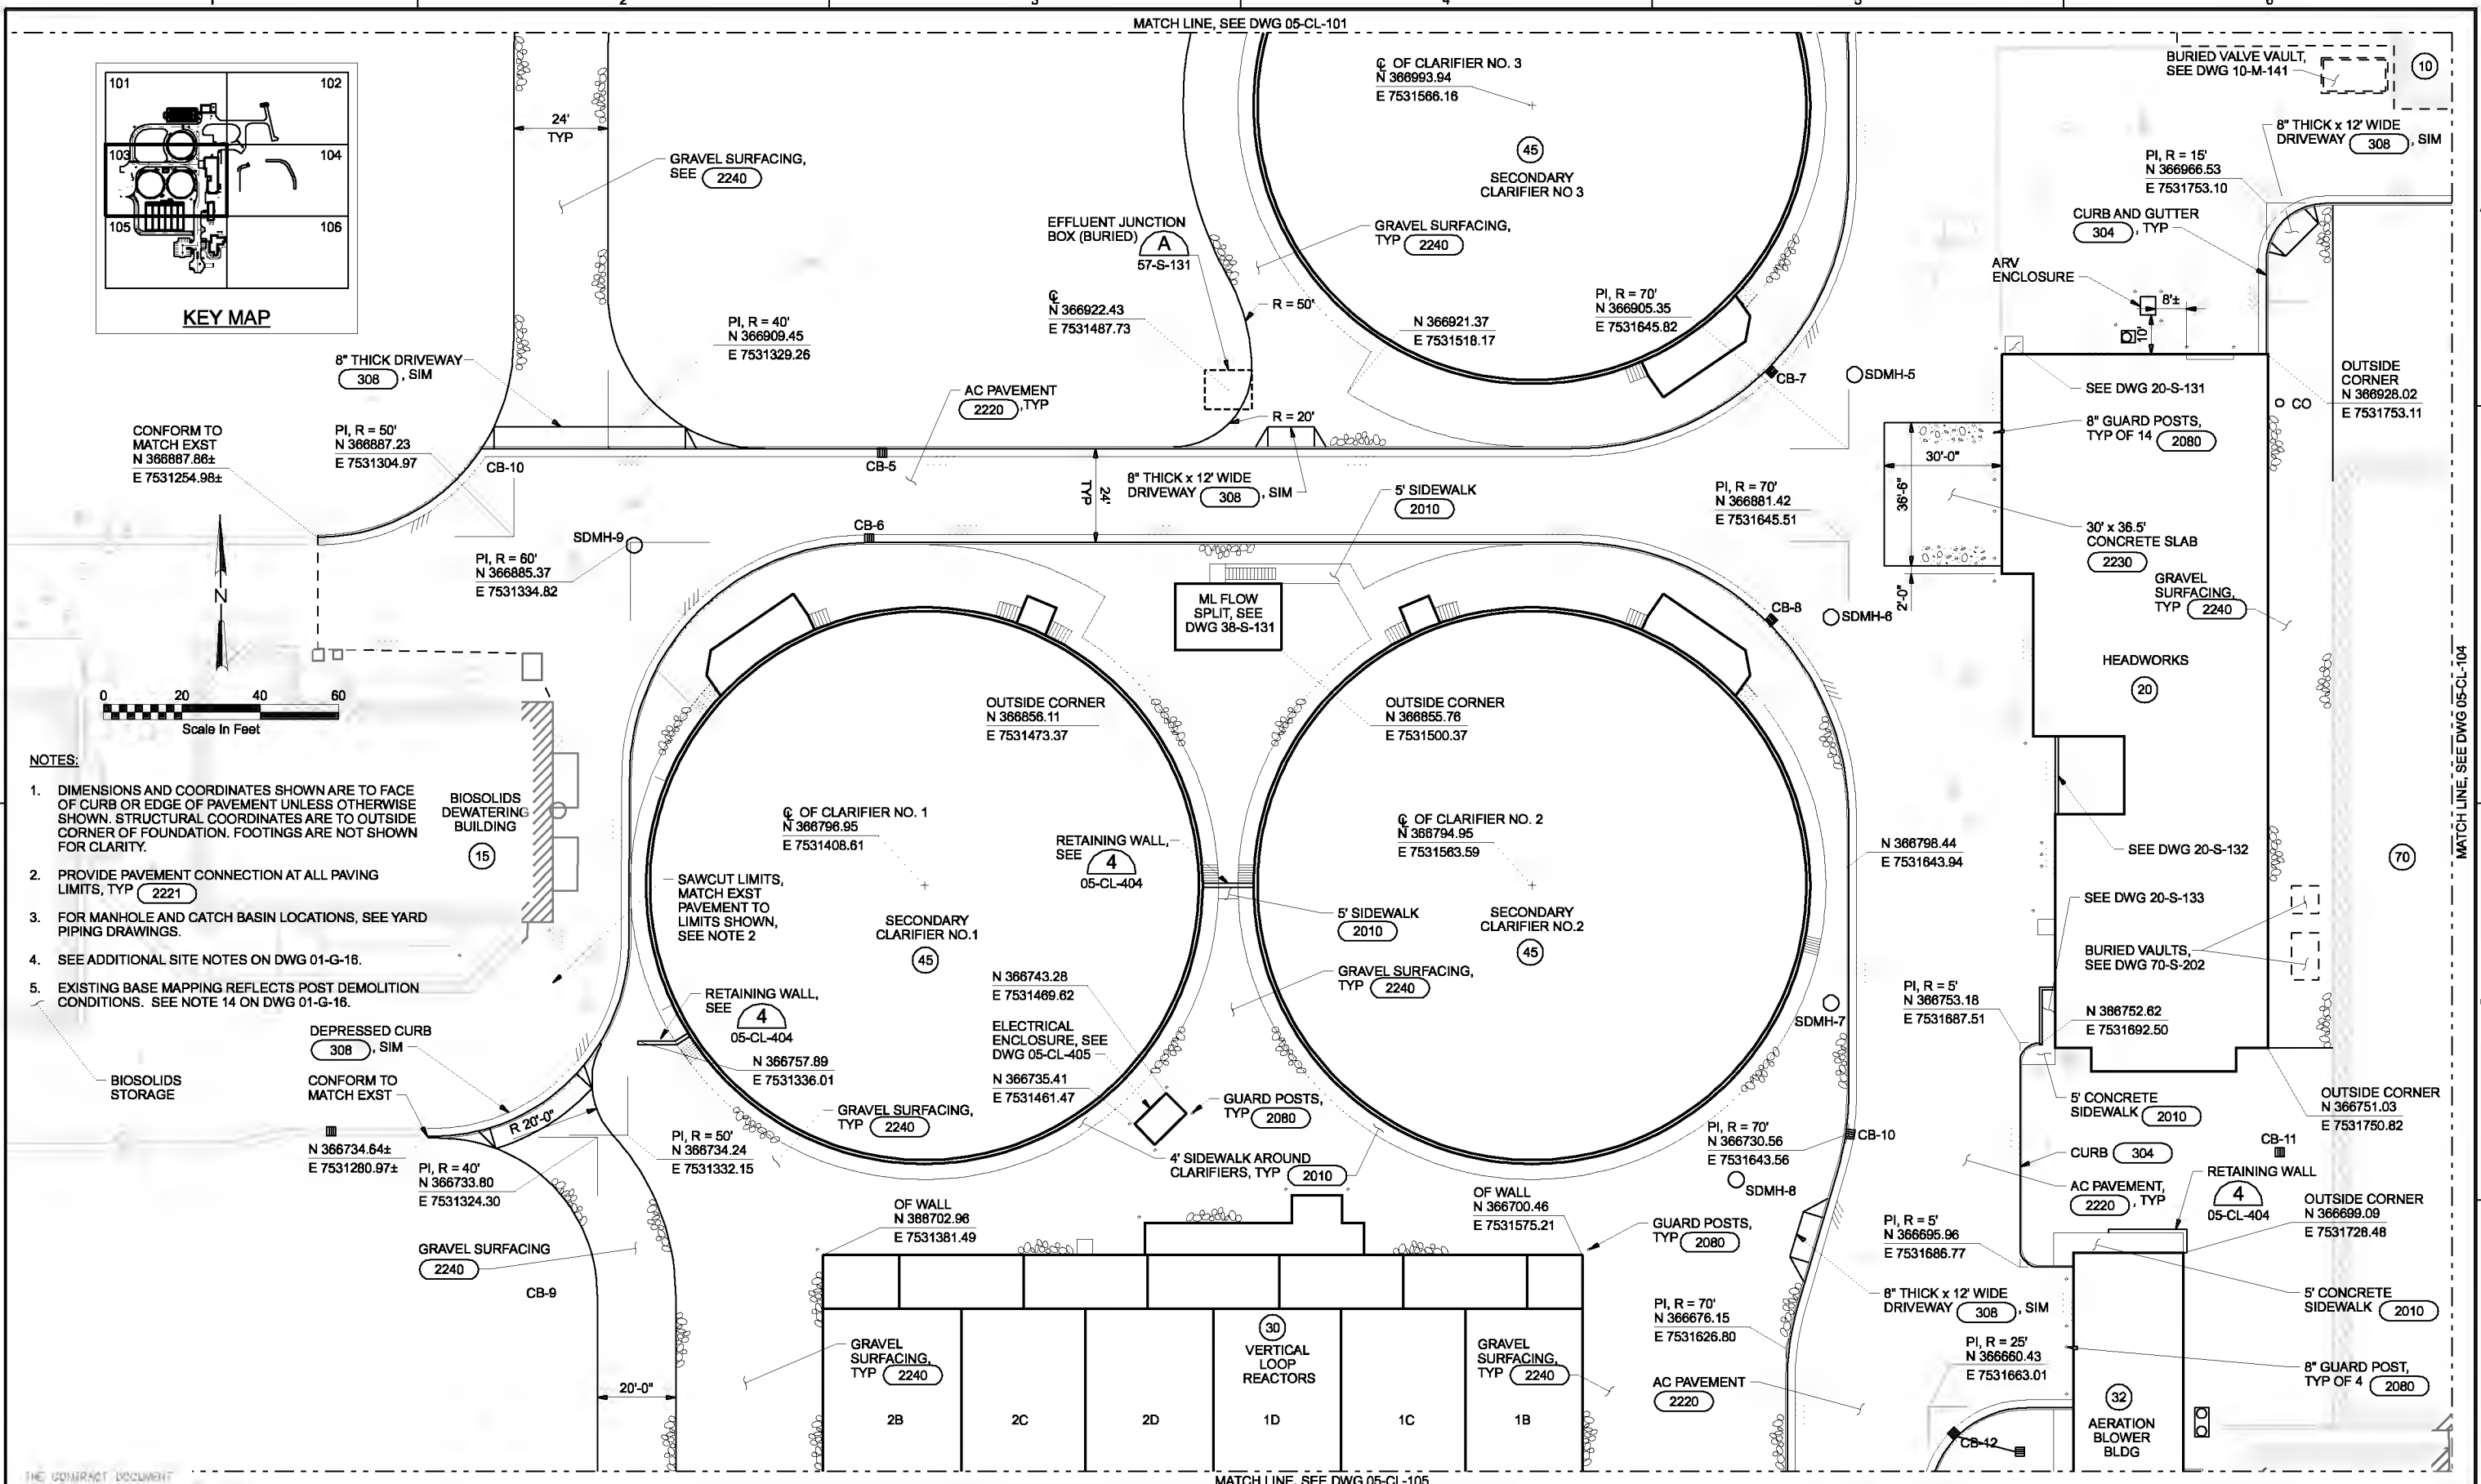 MATCH LINE, SEE DWG 05-CL-101
101
102
103
104
105
106
KEY MAP
24'
TYP
GRAVEL SURFACING,
SEE 2240
℄ OF CLARIFIER NO. 3
N 366993.94
E 7531566.16
45
SECONDARY
CLARIFIER NO 3
GRAVEL SURFACING,
TYP 2240
EFFLUENT JUNCTION
BOX (BURIED)
A
57-S-131
℄
N 366922.43
E 7531487.73
R = 50'
R = 20'
N 366921.37
E 7531518.17
PI, R = 70'
N 366905.35
E 7531645.82
CB-7
SDMH-5
BURIED VALVE VAULT,
SEE DWG 10-M-141
10
8" THICK x 12' WIDE
DRIVEWAY 308 , SIM
PI, R = 15'
N 366966.53
E 7531753.10
CURB AND GUTTER
304 , TYP
ARV
ENCLOSURE
8'±
10'
OUTSIDE
CORNER
N 366928.02
E 7531753.11
SEE DWG 20-S-131
CO
8" GUARD POSTS,
TYP OF 14 2080
30'-0"
36'-6"
2'-0"
30' x 36.5'
CONCRETE SLAB
2230
GRAVEL
SURFACING,
TYP 2240
HEADWORKS
20
PI, R = 40'
N 366909.45
E 7531329.26
8" THICK DRIVEWAY
308 , SIM
CONFORM TO
MATCH EXST
N 366887.86±
E 7531254.98±
PI, R = 50'
N 366887.23
E 7531304.97
CB-10
AC PAVEMENT
2220 ,TYP
CB-5
24'
TYP
8" THICK x 12' WIDE
DRIVEWAY 308 , SIM
5' SIDEWALK
2010
PI, R = 70'
N 366881.42
E 7531645.51
CB-6
SDMH-9
PI, R = 60'
N 366885.37
E 7531334.82
ML FLOW
SPLIT, SEE
DWG 38-S-131
CB-8
SDMH-6
N
0 20 40 60
Scale In Feet
OUTSIDE CORNER
N 366856.11
E 7531473.37
OUTSIDE CORNER
N 366855.76
E 7531500.37
NOTES:
1. DIMENSIONS AND COORDINATES SHOWN ARE TO FACE
OF CURB OR EDGE OF PAVEMENT UNLESS OTHERWISE
SHOWN. STRUCTURAL COORDINATES ARE TO OUTSIDE
CORNER OF FOUNDATION. FOOTINGS ARE NOT SHOWN
FOR CLARITY.
2. PROVIDE PAVEMENT CONNECTION AT ALL PAVING
LIMITS, TYP 2221
3. FOR MANHOLE AND CATCH BASIN LOCATIONS, SEE YARD
PIPING DRAWINGS.
4. SEE ADDITIONAL SITE NOTES ON DWG 01-G-16.
5. EXISTING BASE MAPPING REFLECTS POST DEMOLITION
CONDITIONS. SEE NOTE 14 ON DWG 01-G-16.
BIOSOLIDS
DEWATERING
BUILDING
15
BIOSOLIDS
STORAGE
℄ OF CLARIFIER NO. 1
N 366796.95
E 7531408.61
SECONDARY
CLARIFIER NO.1
45
SAWCUT LIMITS,
MATCH EXST
PAVEMENT TO
LIMITS SHOWN,
SEE NOTE 2
RETAINING WALL,
SEE
4
05-CL-404
℄ OF CLARIFIER NO. 2
N 366794.95
E 7531563.59
SECONDARY
CLARIFIER NO.2
45
5' SIDEWALK
2010
GRAVEL SURFACING,
TYP 2240
N 366798.44
E 7531643.94
SEE DWG 20-S-132
SEE DWG 20-S-133
BURIED VAULTS,
SEE DWG 70-S-202
70
MATCH LINE, SEE DWG 05-CL-104
RETAINING WALL,
SEE
4
05-CL-404
N 366757.89
E 7531336.01
N 366743.28
E 7531469.62
ELECTRICAL
ENCLOSURE, SEE
DWG 05-CL-405
N 366735.41
E 7531461.47
GUARD POSTS,
TYP 2080
GRAVEL SURFACING,
TYP 2240
4' SIDEWALK AROUND
CLARIFIERS, TYP 2010
SDMH-7
PI, R = 5'
N 366753.18
E 7531687.51
N 366752.62
E 7531692.50
DEPRESSED CURB
308 , SIM
CONFORM TO
MATCH EXST
R 20'-0"
N 366734.64±
E 7531280.97±
PI, R = 40'
N 366733.80
E 7531324.30
PI, R = 50'
N 366734.24
E 7531332.15
GRAVEL SURFACING
2240
CB-9
20'-0"
OF WALL
N 366702.96
E 7531381.49
OF WALL
N 366700.46
E 7531575.21
GUARD POSTS,
TYP 2080
PI, R = 70'
N 366730.56
E 7531643.56
CB-10
SDMH-8
5' CONCRETE
SIDEWALK 2010
OUTSIDE CORNER
N 366751.03
E 7531750.82
CURB 304
CB-11
RETAINING WALL
4
05-CL-404
AC PAVEMENT,
2220 , TYP
OUTSIDE CORNER
N 366699.09
E 7531728.48
PI, R = 5'
N 366695.96
E 7531686.77
8" THICK x 12' WIDE
DRIVEWAY 308 , SIM
5' CONCRETE
SIDEWALK 2010
PI, R = 70'
N 366676.15
E 7531626.80
PI, R = 25'
N 366660.43
E 7531663.01
8" GUARD POST,
TYP OF 4 2080
GRAVEL
SURFACING,
TYP 2240
30
VERTICAL
LOOP
REACTORS
GRAVEL
SURFACING,
TYP 2240
AC PAVEMENT
2220
2B
2C
2D
1D
1C
1B
32
AERATION
BLOWER
BLDG
CB-12
THE CONTRACT DOCUMENT
MATCH LINE, SEE DWG 05-CL-105